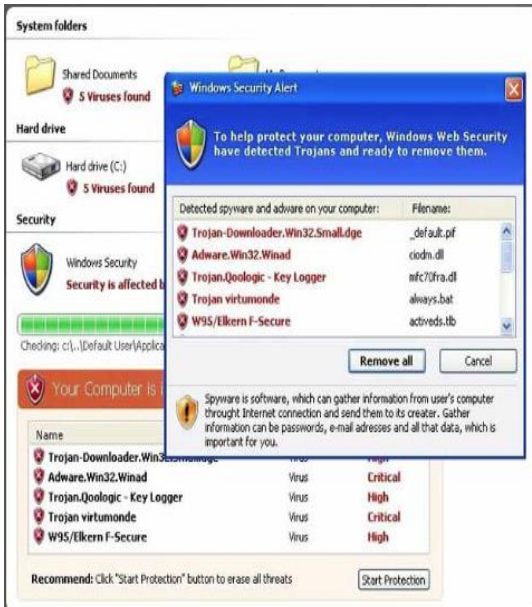 System folders
Shared Documents
5 Viruses found
Hard drive
Hard drive (C:)
5 Viruses found
Security
Windows Security
Security is affected b
Checking: c:\..\Default User\Applica
Your Computer is i
Name
Trojan-Downloader.Win32.Small.dge
Virus High
Adware.Win32.Winad Virus Critical
Trojan.Qoologic - Key Logger Virus High
Trojan virtumonde Virus Critical
W95/Elkern F-Secure Virus High
Recommend: Click "Start Protection" button to erase all threats
Start Protection
Windows Security Alert
To help protect your computer, Windows Web Security
have detected Trojans and ready to remove them.
Detected spyware and adware on your computer: Filename:
Trojan-Downloader.Win32.Small.dge _default.pf
Adware.Win32.Winad ciodm.dll
Trojan.Qoologic - Key Logger mfc70fra.dll
Trojan virtumonde always.bat
W95/Elkern F-Secure activeds.tlb
Remove all Cancel
Spyware is software, which can gather information from user's computer
throught Internet connection and send them to its creater. Gather
information can be passwords, e-mail adresses and all that data, which is
important for you.